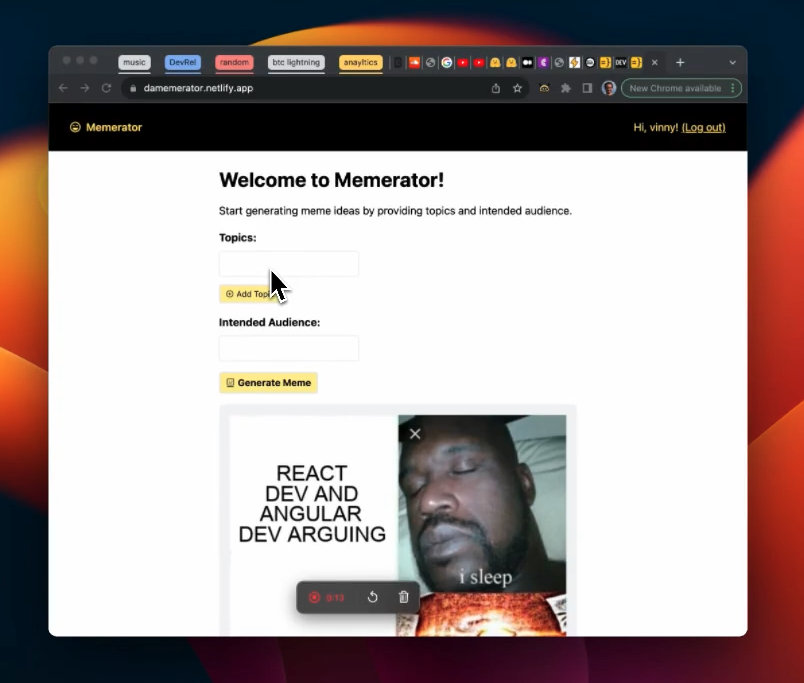 music DevRel random btc lightning anayltics
DEV
damemerator.netlify.app New Chrome available
Memerator Hi, vinny! (Log out)
Welcome to Memerator!
Start generating meme ideas by providing topics and intended audience.
Topics:
Add
Intended Audience:
Generate Meme
REACT
DEV AND
ANGULAR
DEV ARGUING
i sleep
0:13